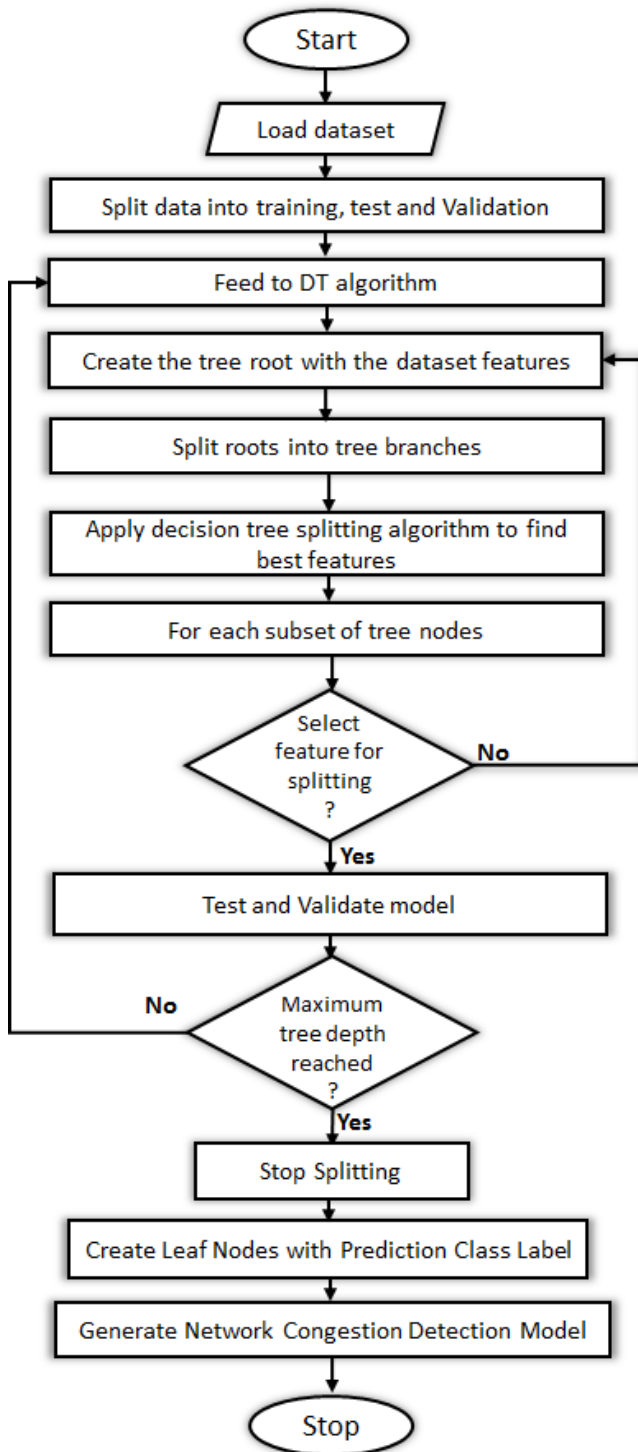 Start
Load dataset
Split data into training, test and Validation
Feed to DT algorithm
Create the tree root with the dataset features
Split roots into tree branches
Apply decision tree splitting algorithm to find
best features
For each subset of tree nodes
Select
feature for
splitting
?
No
Yes
Test and Validate model
No
Maximum
tree depth
reached
?
Yes
Stop Splitting
Create Leaf Nodes with Prediction Class Label
Generate Network Congestion Detection Model
Stop